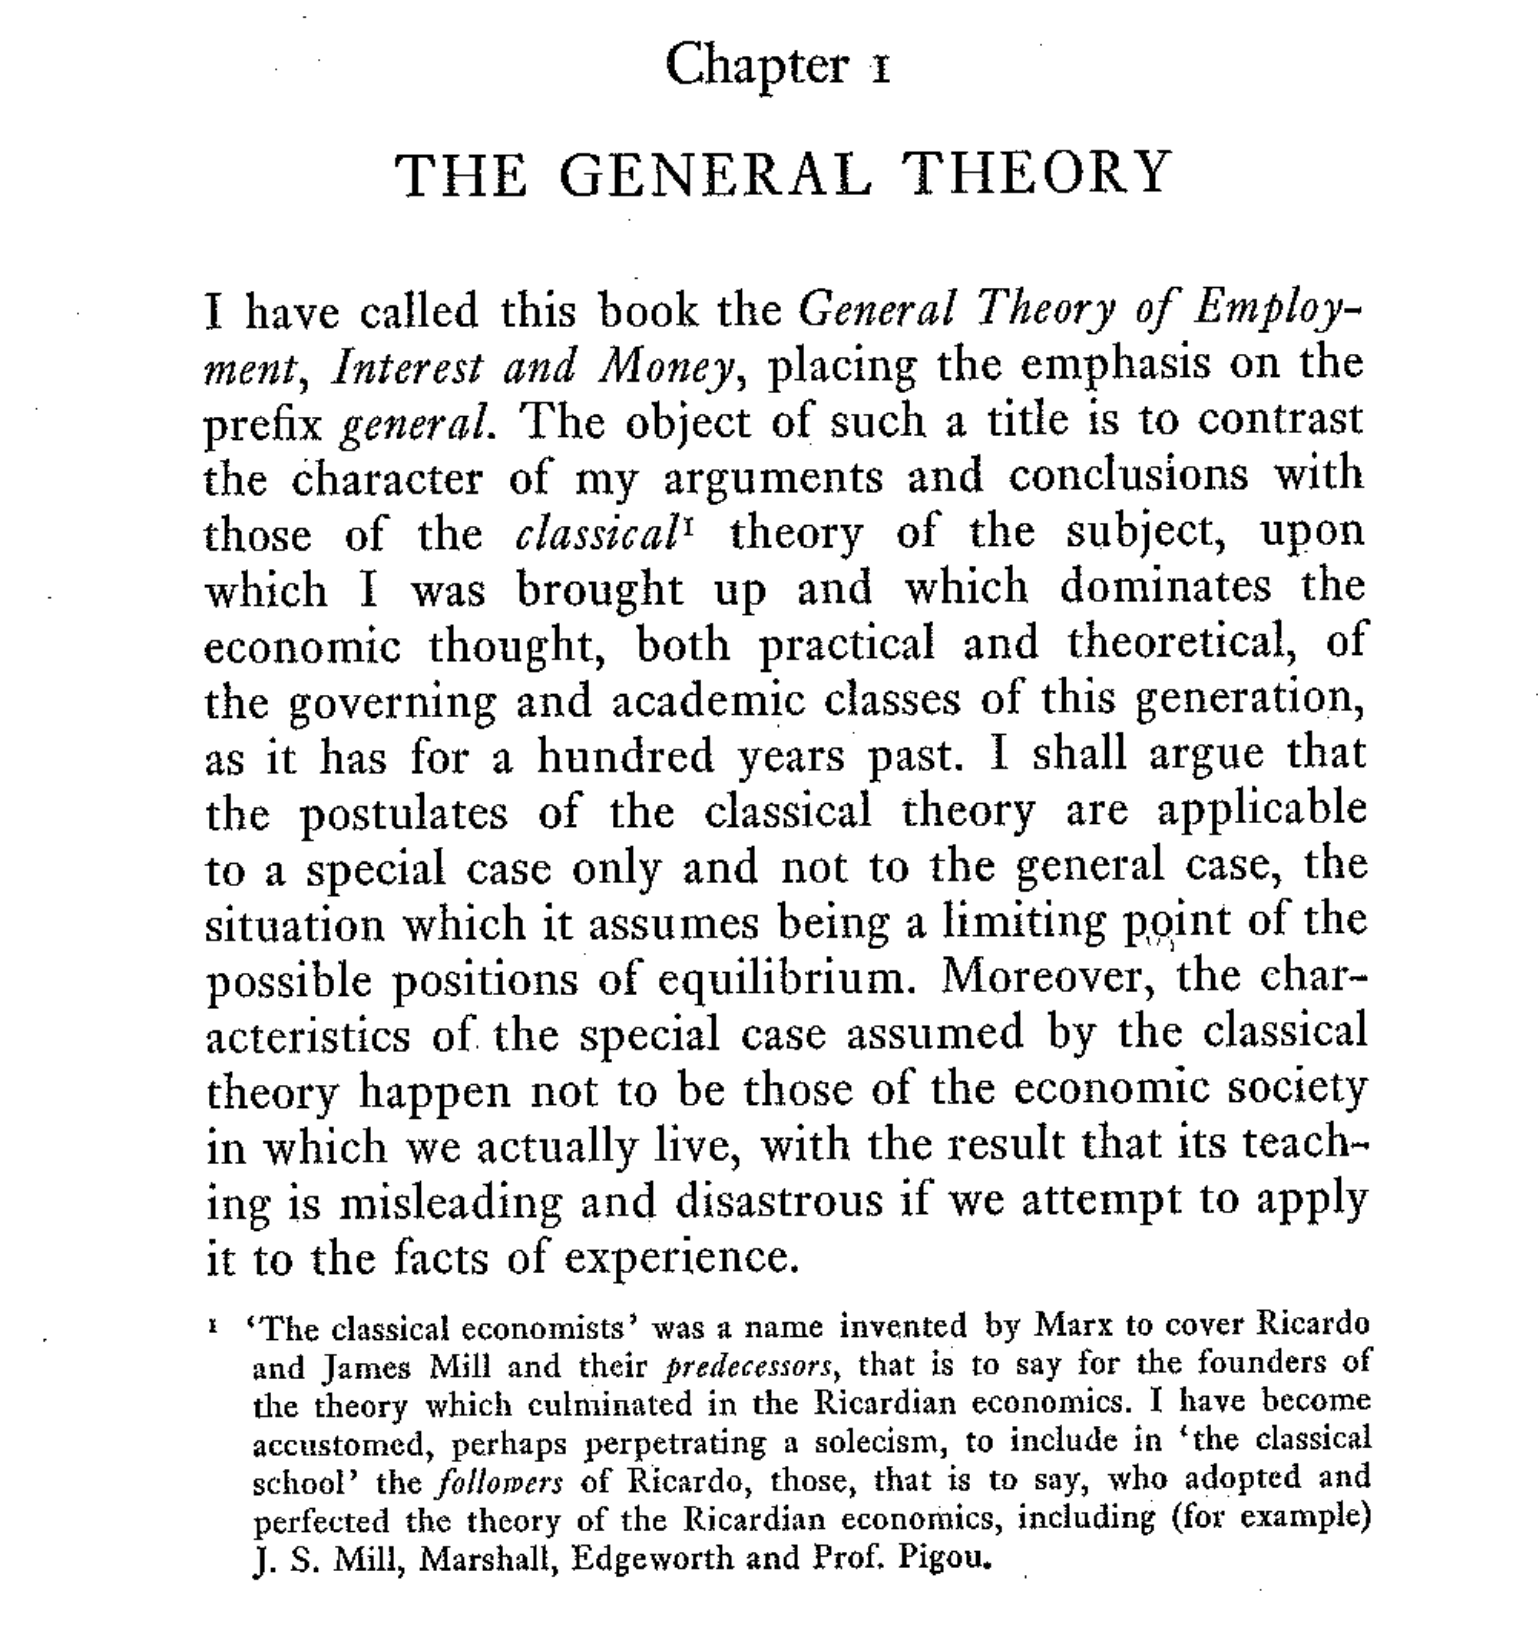 Chapter 1
THE GENERAL THEORY
I have called this book the General Theory of Employ-
ment, Interest and Money, placing the emphasis on the
prefix general. The object of such a title is to contrast
the character of my arguments and conclusions with
those of the classical¹ theory of the subject, upon
which I was brought up and which dominates the
economic thought, both practical and theoretical, of
the governing and academic classes of this generation,
as it has for a hundred years past. I shall argue that
the postulates of the classical theory are applicable
to a special case only and not to the general case, the
situation which it assumes being a limiting point of the
possible positions of equilibrium. Moreover, the char-
acteristics of the special case assumed by the classical
theory happen not to be those of the economic society
in which we actually live, with the result that its teach-
ing is misleading and disastrous if we attempt to apply
it to the facts of experience.
¹ ‘The classical economists’ was a name invented by Marx to cover Ricardo
and James Mill and their predecessors, that is to say for the founders of
the theory which culminated in the Ricardian economics. I have become
accustomed, perhaps perpetrating a solecism, to include in ‘the classical
school’ the followers of Ricardo, those, that is to say, who adopted and
perfected the theory of the Ricardian economics, including (for example)
J. S. Mill, Marshall, Edgeworth and Prof. Pigou.